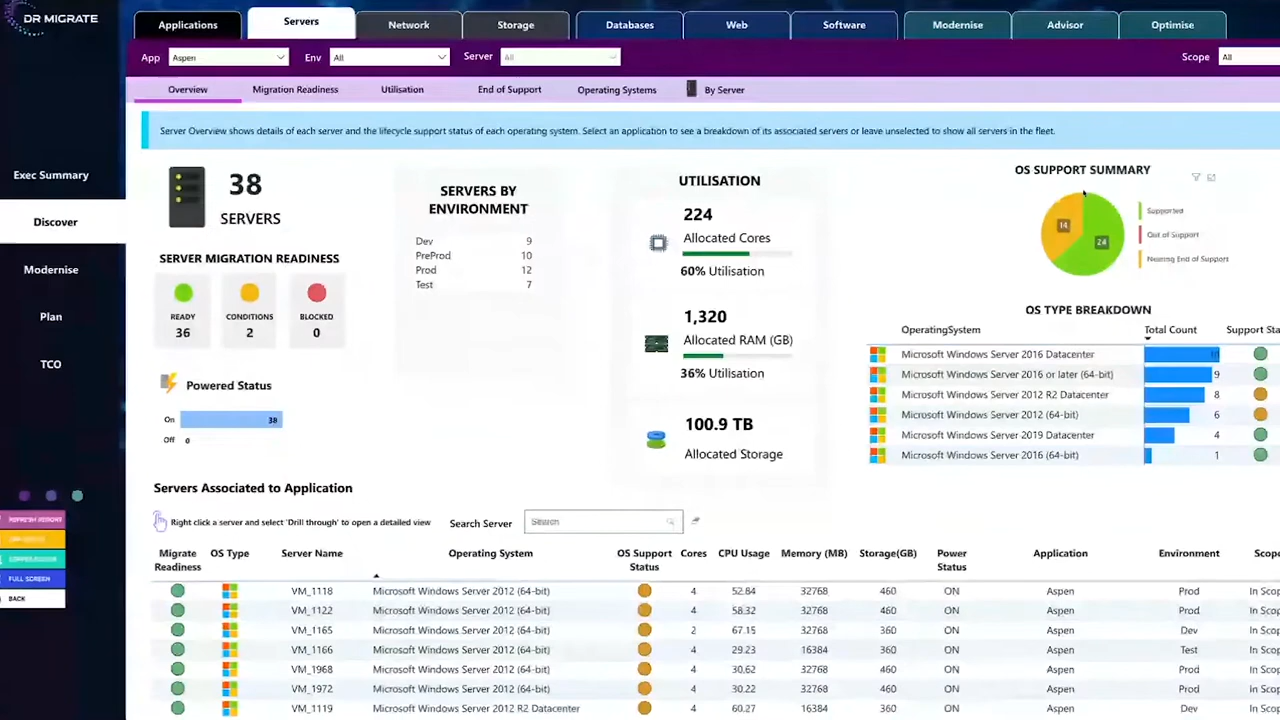 DR MIGRATE
Applications Servers Network Storage Databases Web Software Modernise Advisor Optimise
App Aspen Env All Server All Scope All
Overview Migration Readiness Utilisation End of Support Operating Systems By Server
Server Overview shows details of each server and the lifecycle support status of each operating system. Select an application to see a breakdown of its associated servers or leave unselected to show all servers in the fleet.
Exec Summary
Discover
Modernise
Plan
TCO
REFRESH REPORT
FULL SCREEN
BACK
38
SERVERS
SERVER MIGRATION READINESS
READY CONDITIONS BLOCKED
36 2 0
Powered Status
On 38
Off 0
SERVERS BY
ENVIRONMENT
Dev 9
PreProd 10
Prod 12
Test 7
UTILISATION
224
Allocated Cores
60% Utilisation
1,320
Allocated RAM (GB)
36% Utilisation
100.9 TB
Allocated Storage
OS SUPPORT SUMMARY
14
24
Supported
Out of Support
Nearing End of Support
OS TYPE BREAKDOWN
OperatingSystem Total Count Support Sta
Microsoft Windows Server 2016 Datacenter 10
Microsoft Windows Server 2016 or later (64-bit) 9
Microsoft Windows Server 2012 R2 Datacenter 8
Microsoft Windows Server 2012 (64-bit) 6
Microsoft Windows Server 2019 Datacenter 4
Microsoft Windows Server 2016 (64-bit) 1
Servers Associated to Application
Right click a server and select 'Drill through' to open a detailed view
Search Server Search
Migrate Readiness OS Type Server Name Operating System OS Support Status Cores CPU Usage Memory (MB) Storage(GB) Power Status Application Environment Scope
VM_1118 Microsoft Windows Server 2012 (64-bit) 4 52.84 32768 460 ON Aspen Prod In Sco
VM_1122 Microsoft Windows Server 2012 (64-bit) 4 58.32 32768 460 ON Aspen Prod In Sco
VM_1165 Microsoft Windows Server 2012 (64-bit) 2 67.15 32768 360 ON Aspen Dev In Sco
VM_1166 Microsoft Windows Server 2012 (64-bit) 4 29.23 16384 360 ON Aspen Test In Sco
VM_1968 Microsoft Windows Server 2012 (64-bit) 4 30.62 32768 460 ON Aspen Prod In Sco
VM_1972 Microsoft Windows Server 2012 (64-bit) 4 30.22 32768 460 ON Aspen Prod In Sco
VM_1119 Microsoft Windows Server 2012 R2 Datacenter 4 60.27 16384 360 ON Aspen Dev In Sco